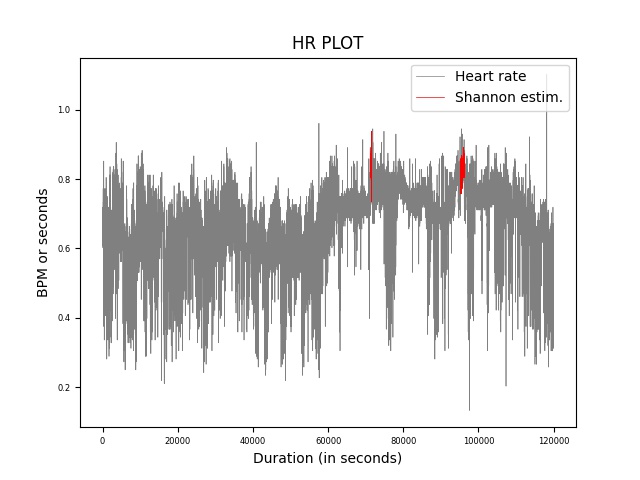 HR PLOT
Heart rate
Shannon estim.
BPM or seconds
1.0
0.8
0.6
0.4
0.2
0 20000 40000 60000 80000 100000 120000
Duration (in seconds)